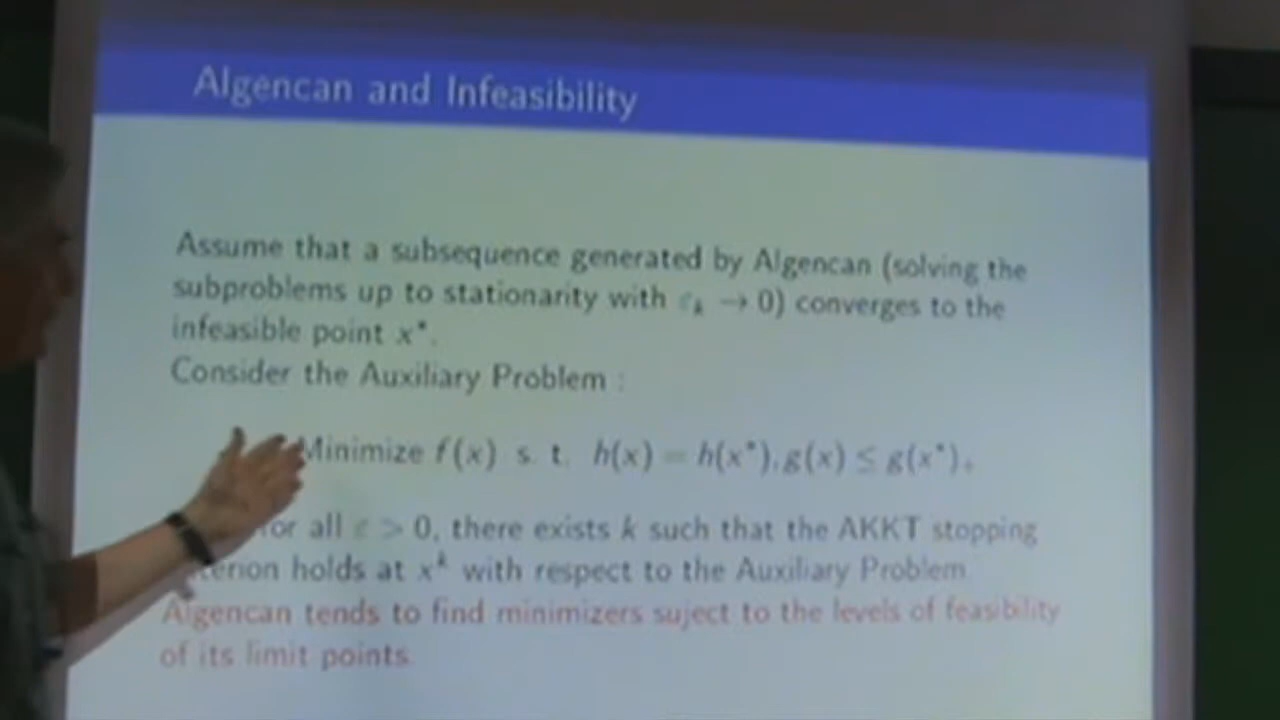 Algencan and Infeasibility
Assume that a subsequence generated by Algencan (solving the
subproblems up to stationarity with εₖ → 0) converges to the
infeasible point x*.
Consider the Auxiliary Problem :
Minimize f(x) s. t. h(x) = h(x*), g(x) ≤ g(x*)₊
for all ε > 0, there exists k such that the AKKT stopping
holds at xᵏ with respect to the Auxiliary Problem
Algencan tends to find minimizers suject to the levels of feasibility
of its limit points.